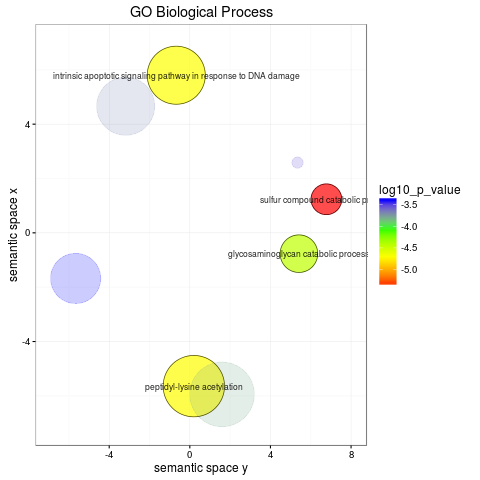 GO Biological Process
intrinsic apoptotic signaling pathway in response to DNA damage
4
sulfur compound catabolic p
log10_p_value
-3.5
-4.0
-4.5
-5.0
semantic space x
0
glycosaminoglycan catabolic process
-4
peptidyl-lysine acetylation
-4
0
4
8
semantic space y